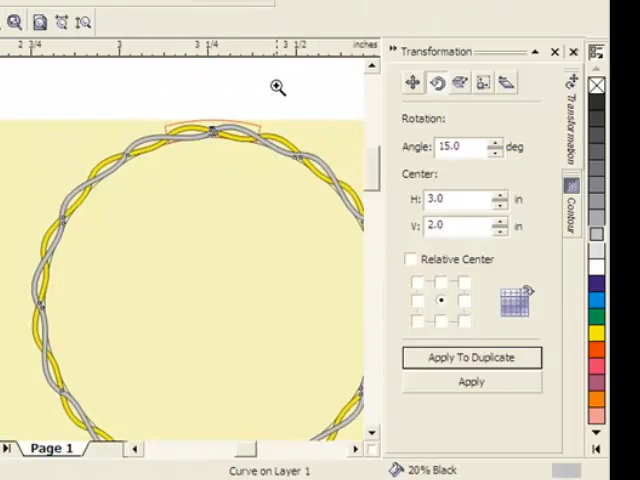 2 3/4 3 3 1/4 3 1/2 inches
Transformation
Rotation:
Angle: 15.0 deg
Center:
H: 3.0 in
V: 2.0 in
Relative Center
Apply To Duplicate
Apply
Transformation
Contour
Page 1
Curve on Layer 1
20% Black